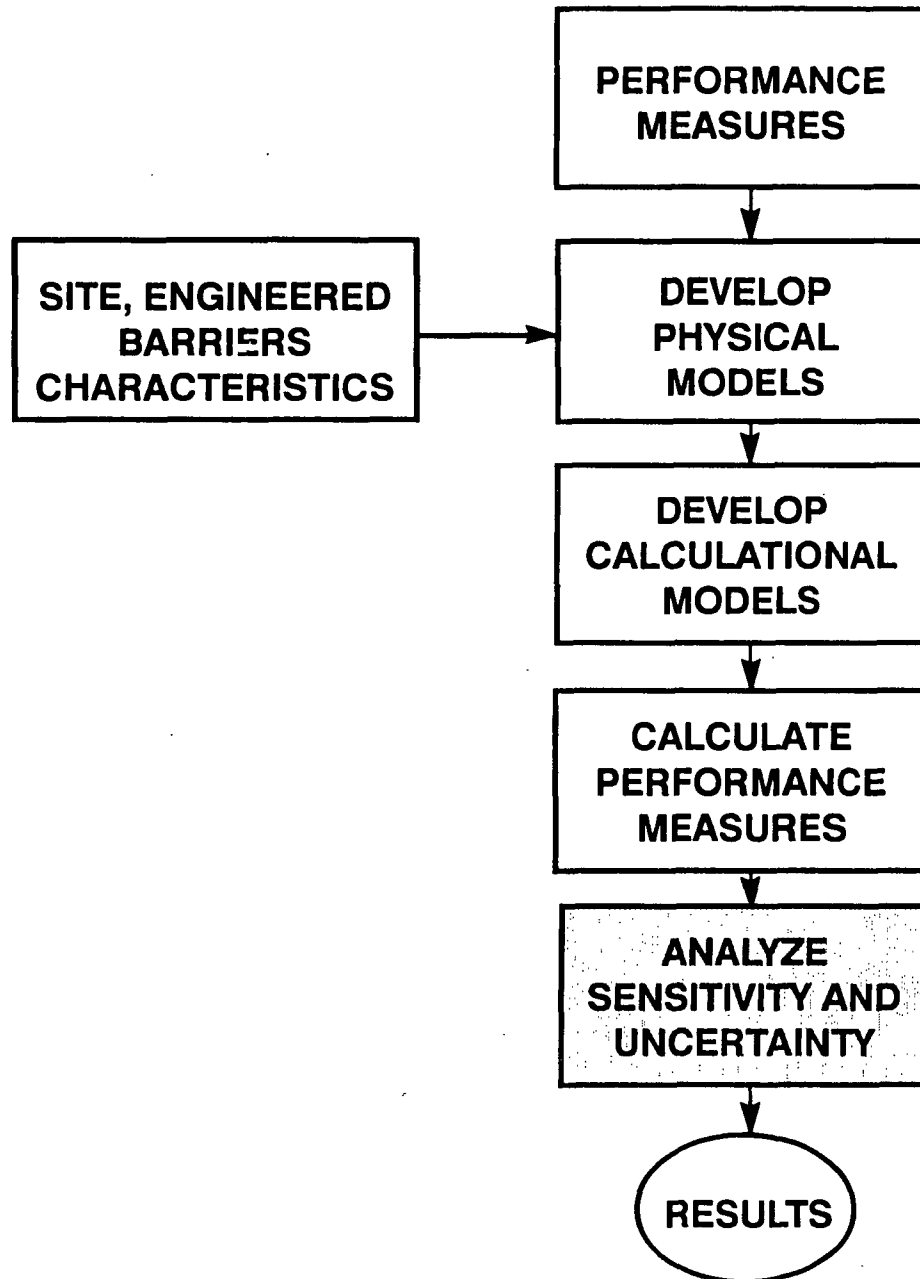 PERFORMANCE
MEASURES
SITE, ENGINEERED
BARRIERS
CHARACTERISTICS
DEVELOP
PHYSICAL
MODELS
DEVELOP
CALCULATIONAL
MODELS
CALCULATE
PERFORMANCE
MEASURES
ANALYZE
SENSITIVITY AND
UNCERTAINTY
RESULTS